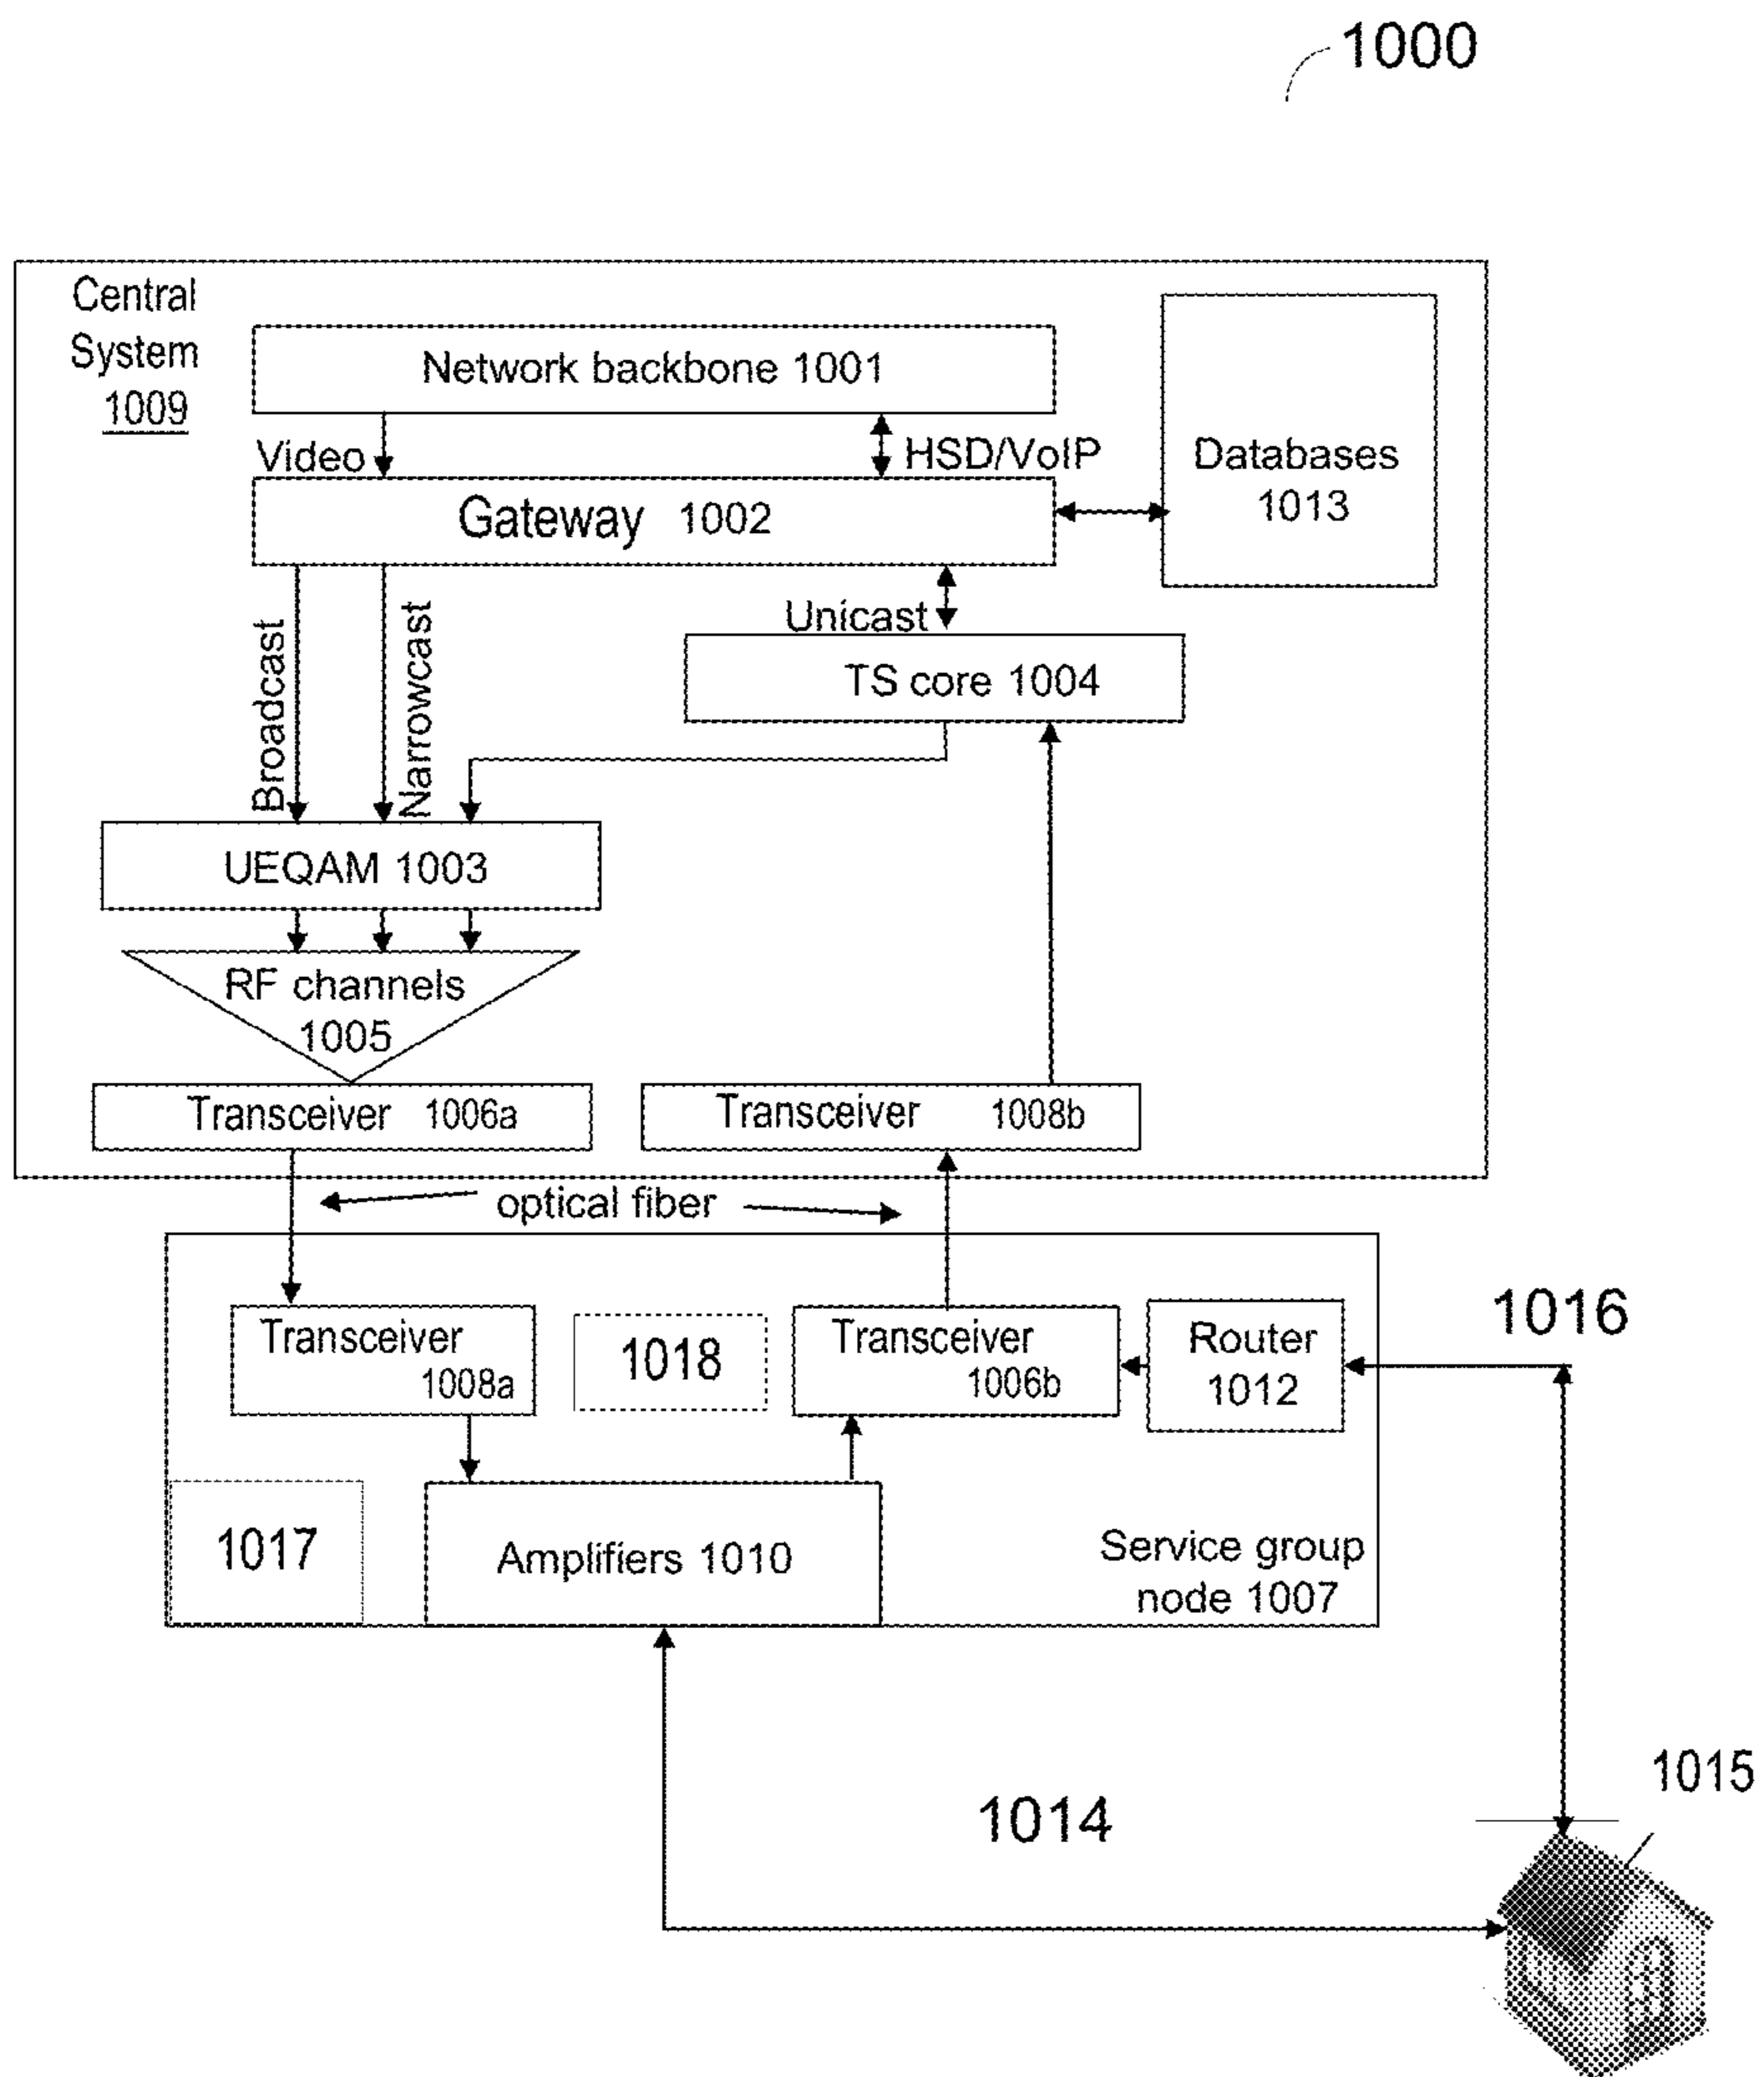 1000
Central
System
1009
Network backbone 1001
Video
HSD/VoIP
Databases
1013
Gateway 1002
Unicast
Broadcast
Narrowcast
TS core 1004
UEQAM 1003
RF channels
1005
Transceiver 1006a
Transceiver 1008b
optical fiber
Transceiver
1008a
1018
Transceiver
1006b
Router
1012
1016
1017
Amplifiers 1010
Service group
node 1007
1014
1015